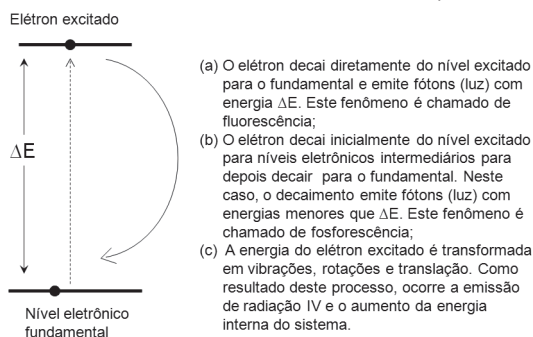 Elétron excitado
ΔE
Nível eletrônico
fundamental
(a) O elétron decai diretamente do nível excitado
para o fundamental e emite fótons (luz) com
energia ΔE. Este fenômeno é chamado de
fluorescência;
(b) O elétron decai inicialmente do nível excitado
para níveis eletrônicos intermediários para
depois decair para o fundamental. Neste
caso, o decaimento emite fótons (luz) com
energias menores que ΔE. Este fenômeno é
chamado de fosforescência;
(c) A energia do elétron excitado é transformada
em vibrações, rotações e translação. Como
resultado deste processo, ocorre a emissão
de radiação IV e o aumento da energia
interna do sistema.